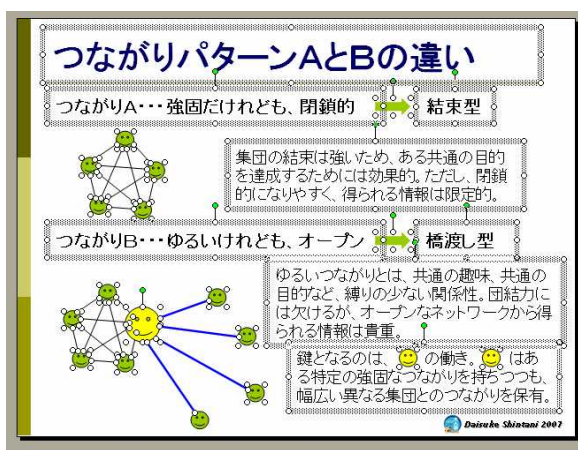 つながりパターンAとBの違い
つながりA・・・強固だけれども、閉鎖的
結束型
集団の結束は強いため、ある共通の目的
を達成するためには効果的。ただし、閉鎖
的になりやすく、得られる情報は限定的。
つながりB・・・ゆるいけれども、オープン
橋渡し型
ゆるいつながりとは、共通の趣味、共通の
目的など、縛りの少ない関係性。団結力に
は欠けるが、オープンなネットワークから得
られる情報は貴重。
鍵となるのは、 の働き。 はあ
る特定の強固なつながりを持ちつつも、
幅広い異なる集団とのつながりを保有。
Daisuke Shintani 2007